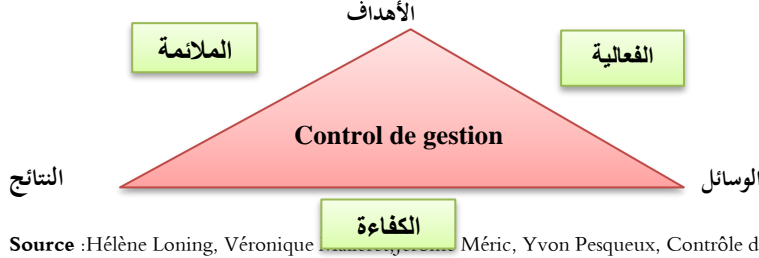 الأهداف
الملائمة
الفعالية
Control de gestion
النتائج
الوسائل
الكفاءة
Source :Hélène Loning, Véronique Méric, Yvon Pesqueux, Contrôle d